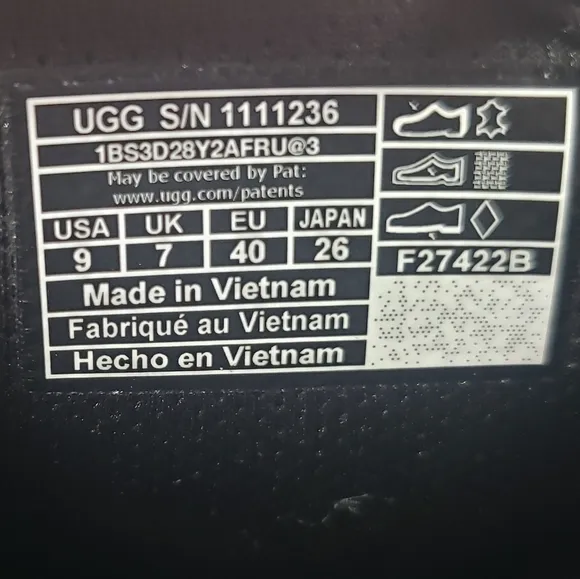 UGG S/N 1111236
1BS3D28Y2AFRU@3
May be covered by Pat:
www.ugg.com/patents
USA UK EU JAPAN
9 7 40 26
F27422B
Made in Vietnam
Fabriqué au Vietnam
Hecho en Vietnam